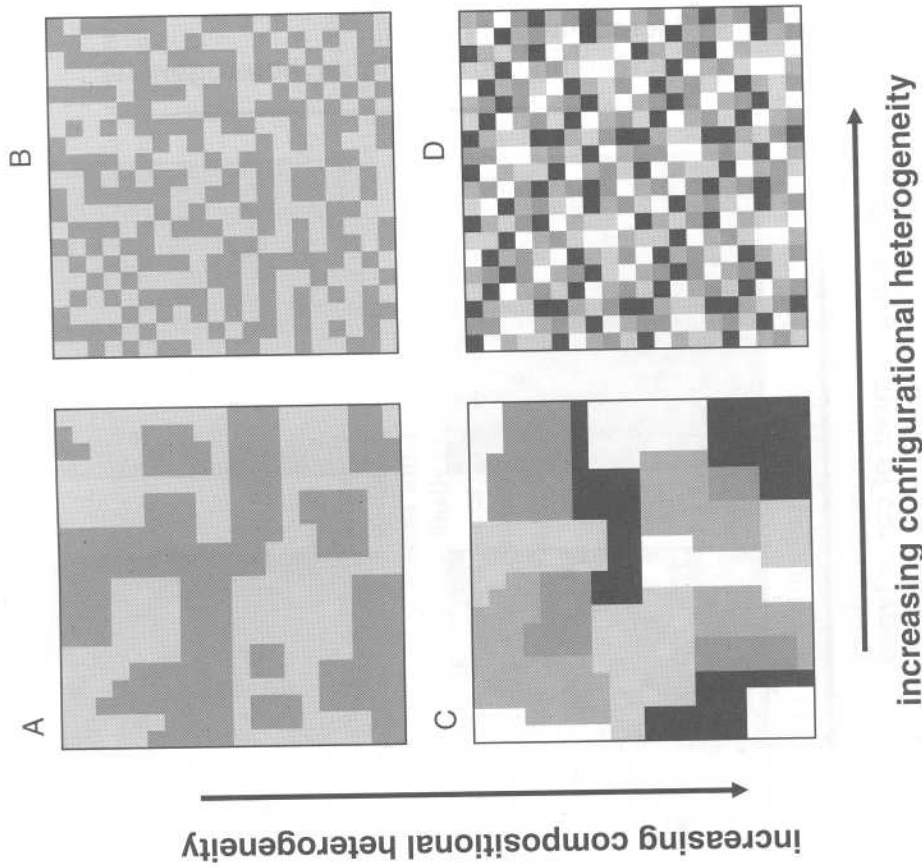 A
B
C
D
increasing compositional heterogeneity
increasing configurational heterogeneity